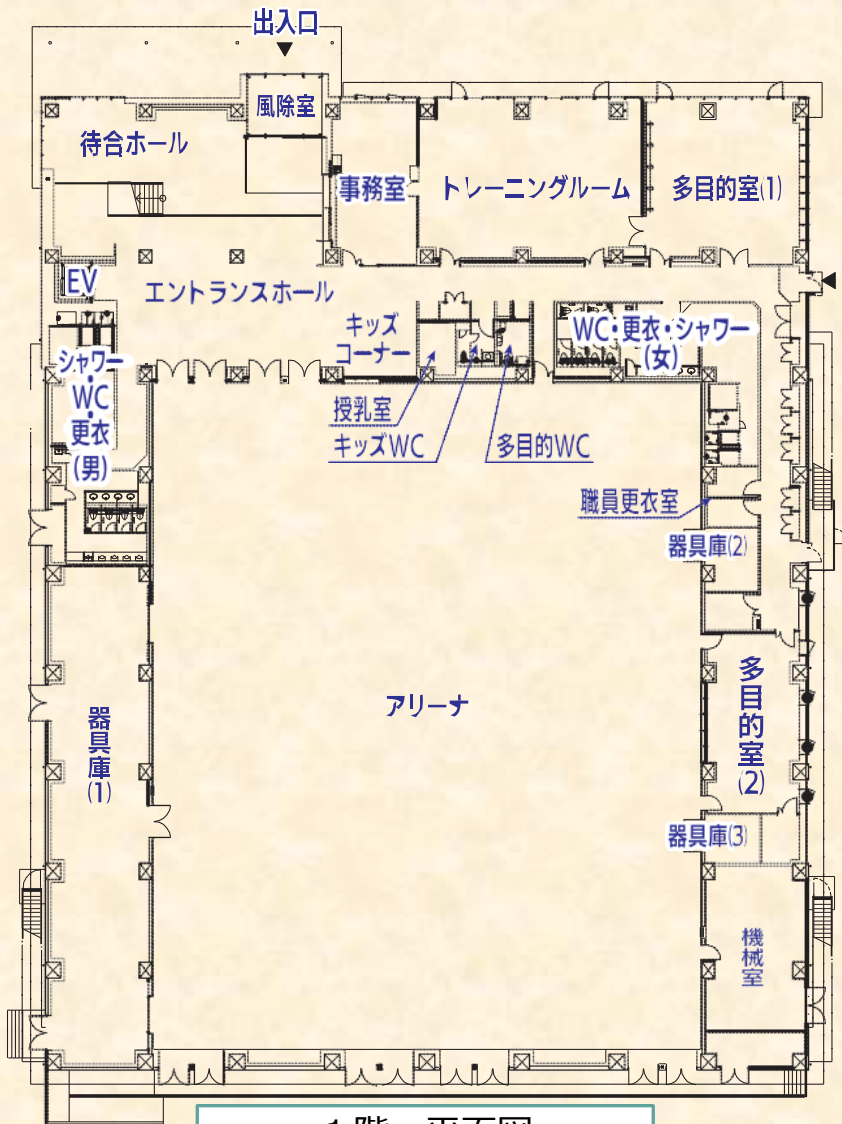 出入口
風除室
待合ホール
事務室
トレーニングルーム
多目的室(1)
EV
エントランスホール
キッズ
コーナー
WC・更衣・シャワー
(女)
シャワー
・
WC
・
更衣
(男)
授乳室
キッズWC
多目的WC
職員更衣室
器具庫(2)
アリーナ
多目的室(2)
器具庫(1)
器具庫(3)
機械室
1階 平面図